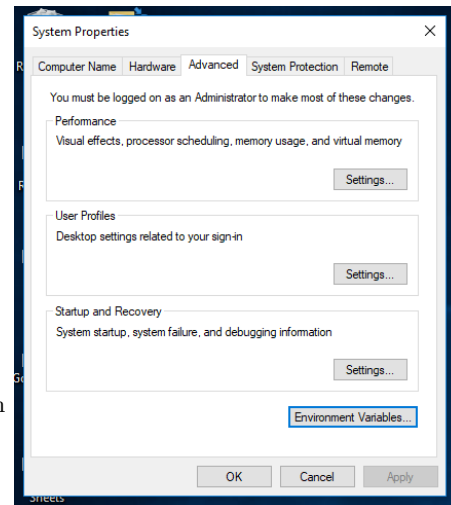 System Properties
Computer Name Hardware Advanced System Protection Remote
You must be logged on as an Administrator to make most of these changes.
Performance
Visual effects, processor scheduling, memory usage, and virtual memory
Settings...
User Profiles
Desktop settings related to your sign-in
Settings...
Startup and Recovery
System startup, system failure, and debugging information
Settings...
Environment Variables...
OK Cancel Apply
Sheets